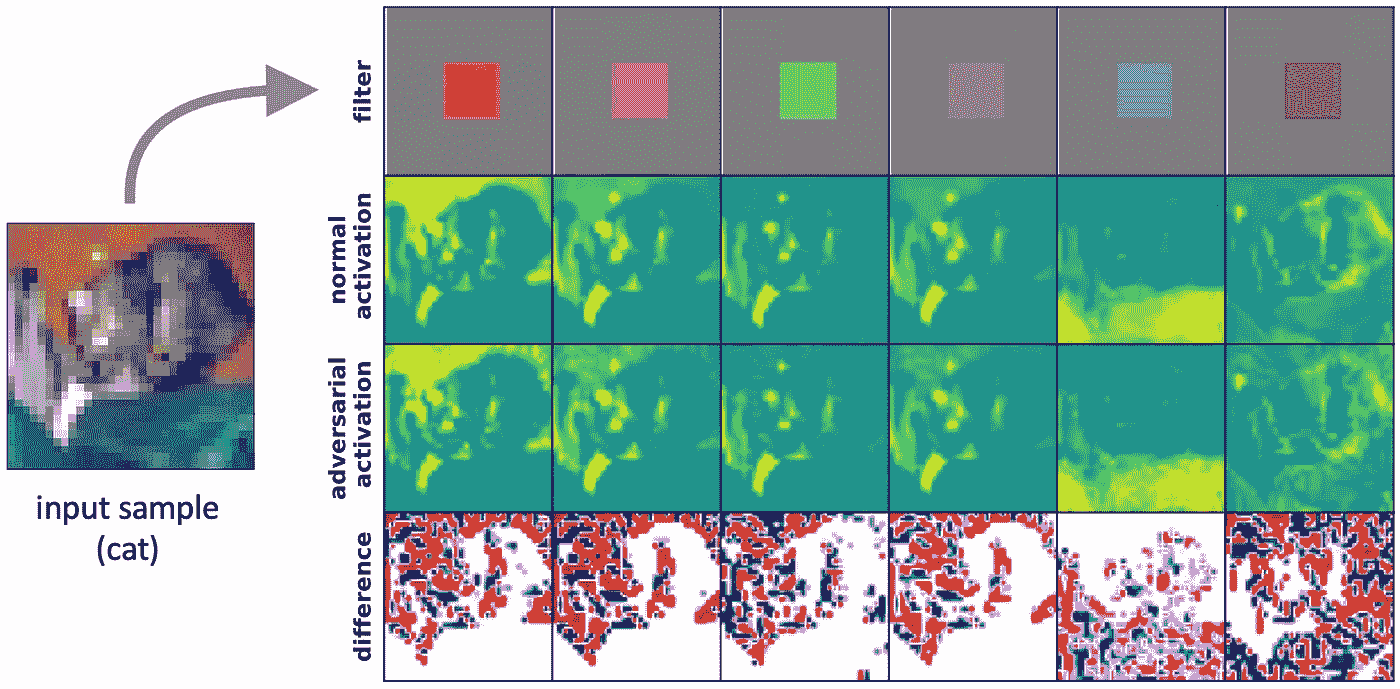 filter
normal
activation
adversarial
activation
difference
input sample
(cat)